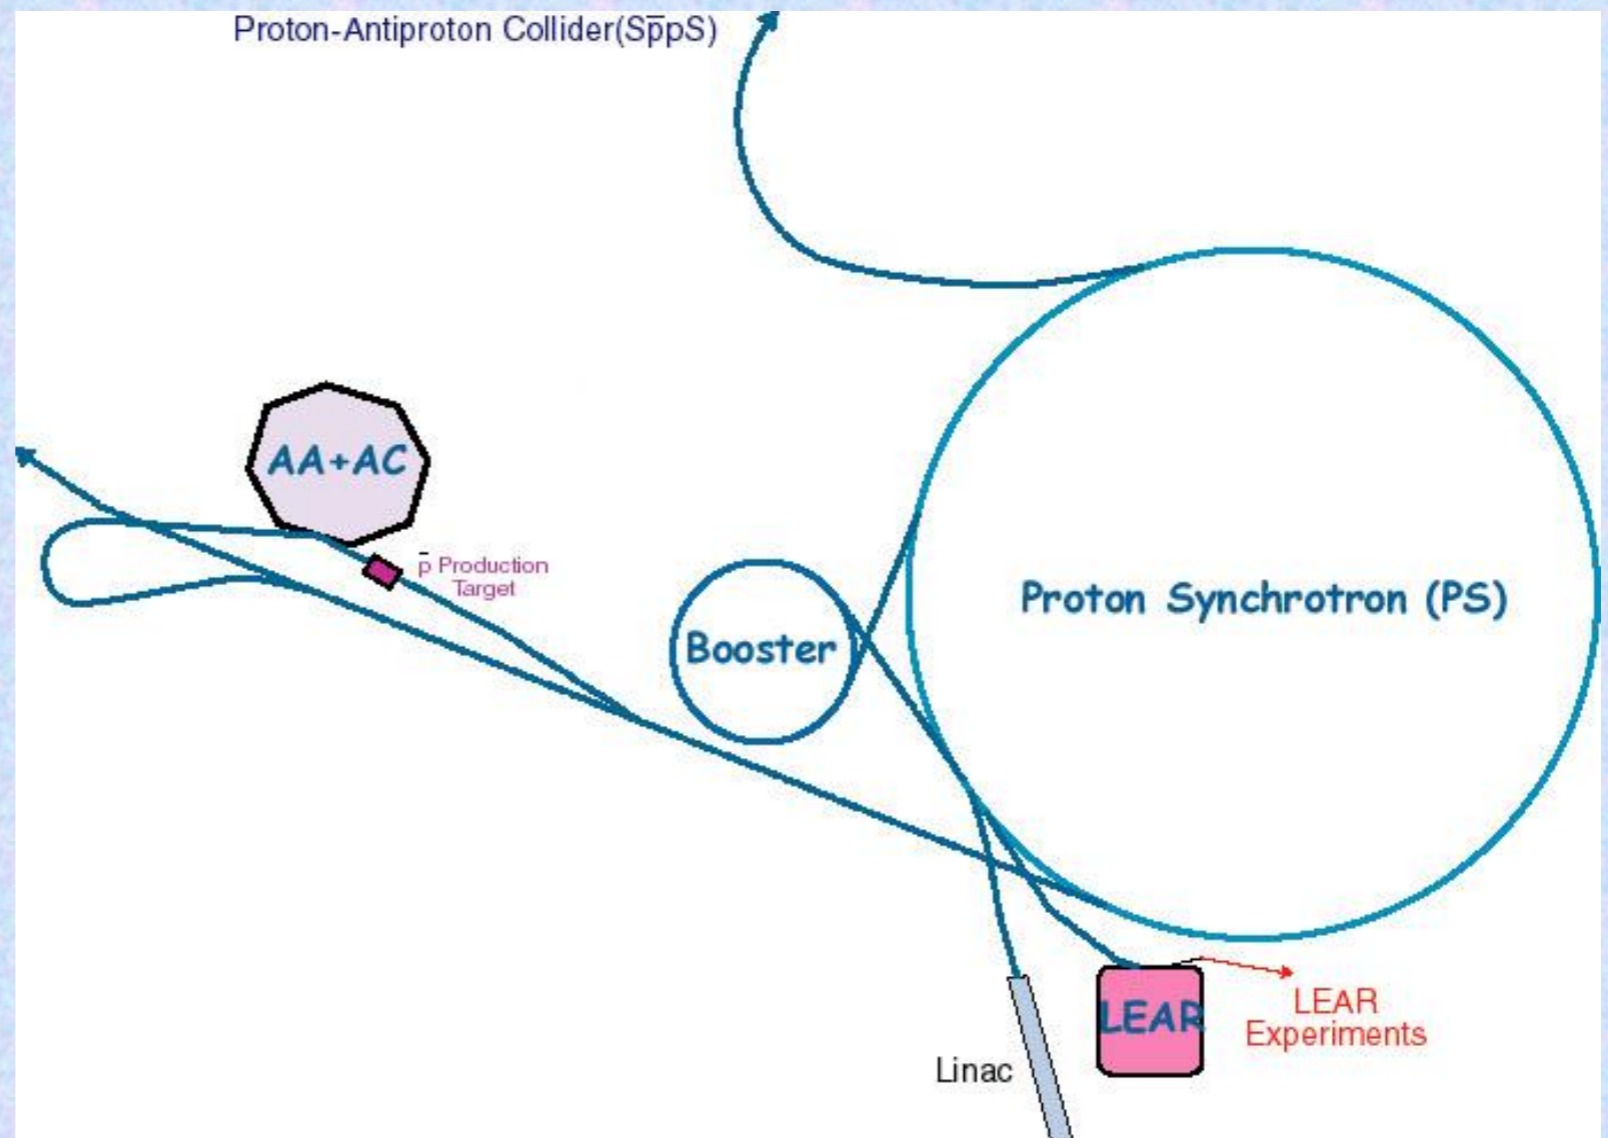 Proton-Antiproton Collider(Sp̄pS)
AA+AC
p̄ Production
Target
Booster
Proton Synchrotron (PS)
LEAR
LEAR
Experiments
Linac